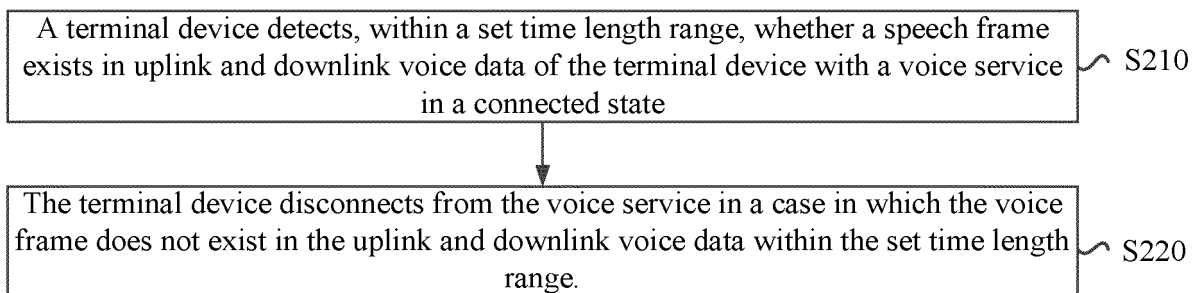 A terminal device detects, within a set time length range, whether a speech frame
exists in uplink and downlink voice data of the terminal device with a voice service
in a connected state
S210
The terminal device disconnects from the voice service in a case in which the voice
frame does not exist in the uplink and downlink voice data within the set time length
range.
S220